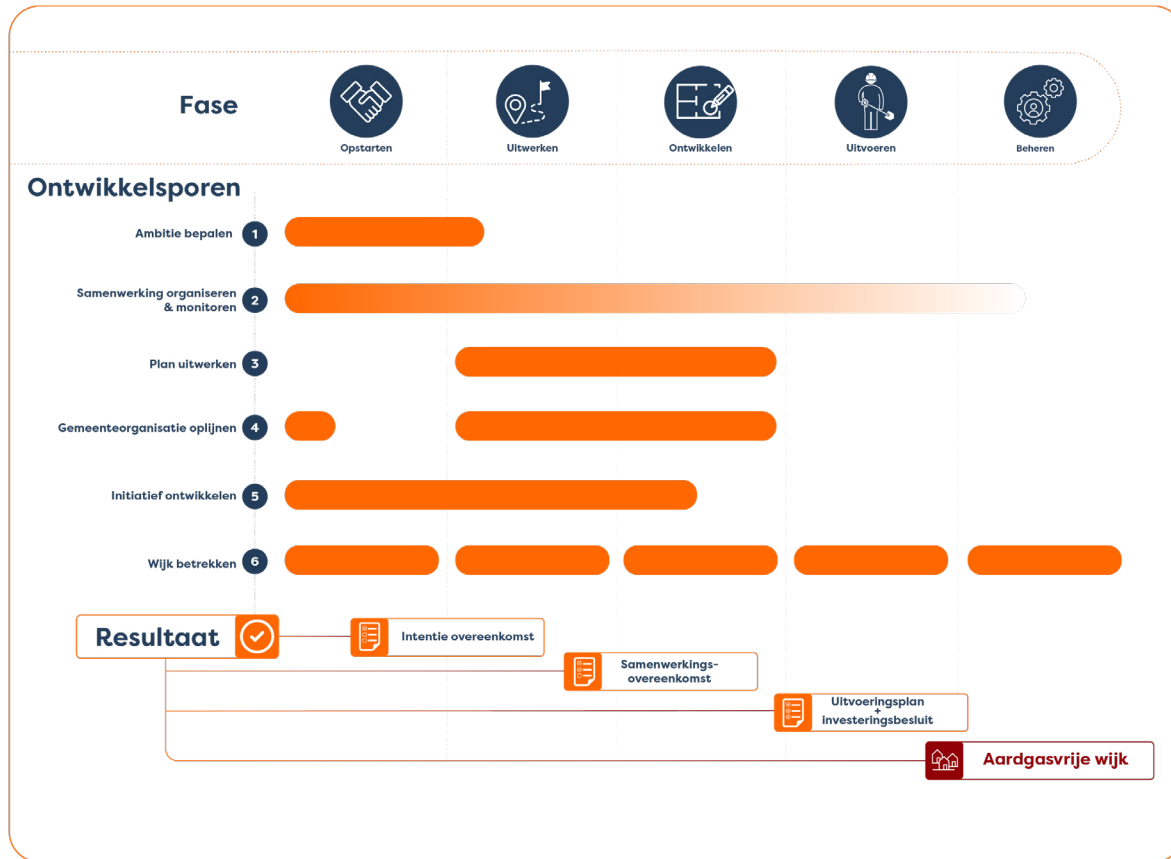 Fase
Opstarten
Uitwerken
Ontwikkelen
Uitvoeren
Beheren
Ontwikkelsporen
Ambitie bepalen 1
Samenwerking organiseren
& monitoren 2
Plan uitwerken 3
Gemeenteorganisatie oplijnen 4
Initiatief ontwikkelen 5
Wijk betrekken 6
Resultaat
Intentie overeenkomst
Samenwerkings-
overeenkomst
Uitvoeringsplan
+
investeringsbesluit
Aardgasvrije wijk